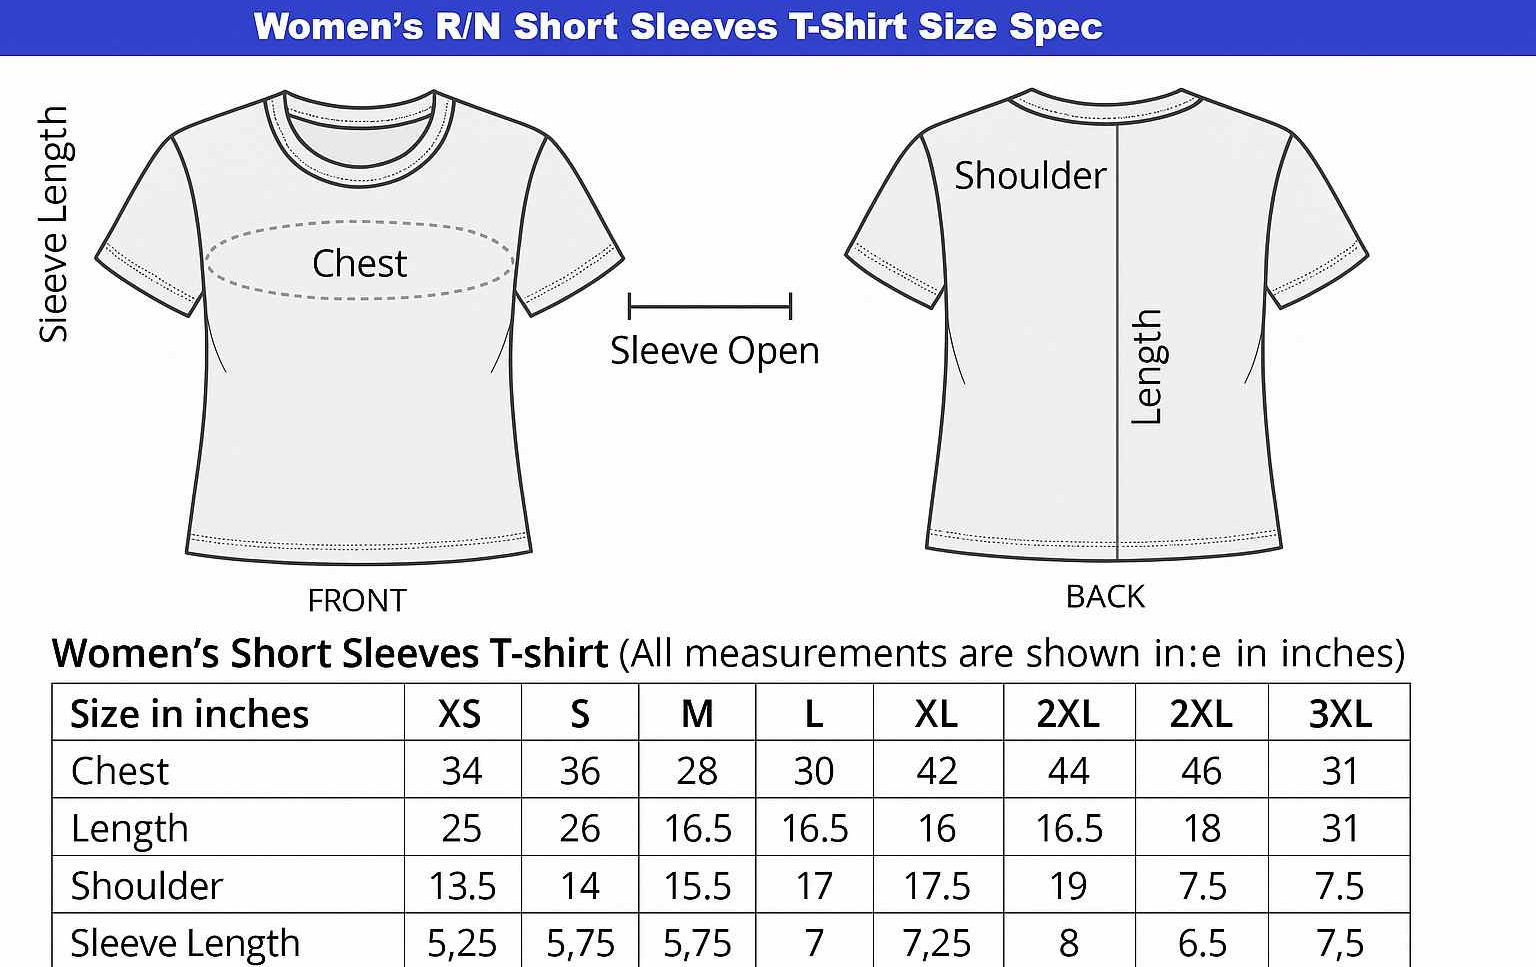 Women’s R/N Short Sleeves T-Shirt Size Spec
Sleeve Length
Chest
Sleeve Open
Shoulder
Length
FRONT
BACK
Women’s Short Sleeves T-shirt (All measurements are shown in:e in inches)
Size in inches XS S M L XL 2XL 2XL 3XL
Chest 34 36 28 30 42 44 46 31
Length 25 26 16.5 16.5 16 16.5 18 31
Shoulder 13.5 14 15.5 17 17.5 19 7.5 7.5
Sleeve Length 5,25 5,75 5,75 7 7,25 8 6.5 7,5